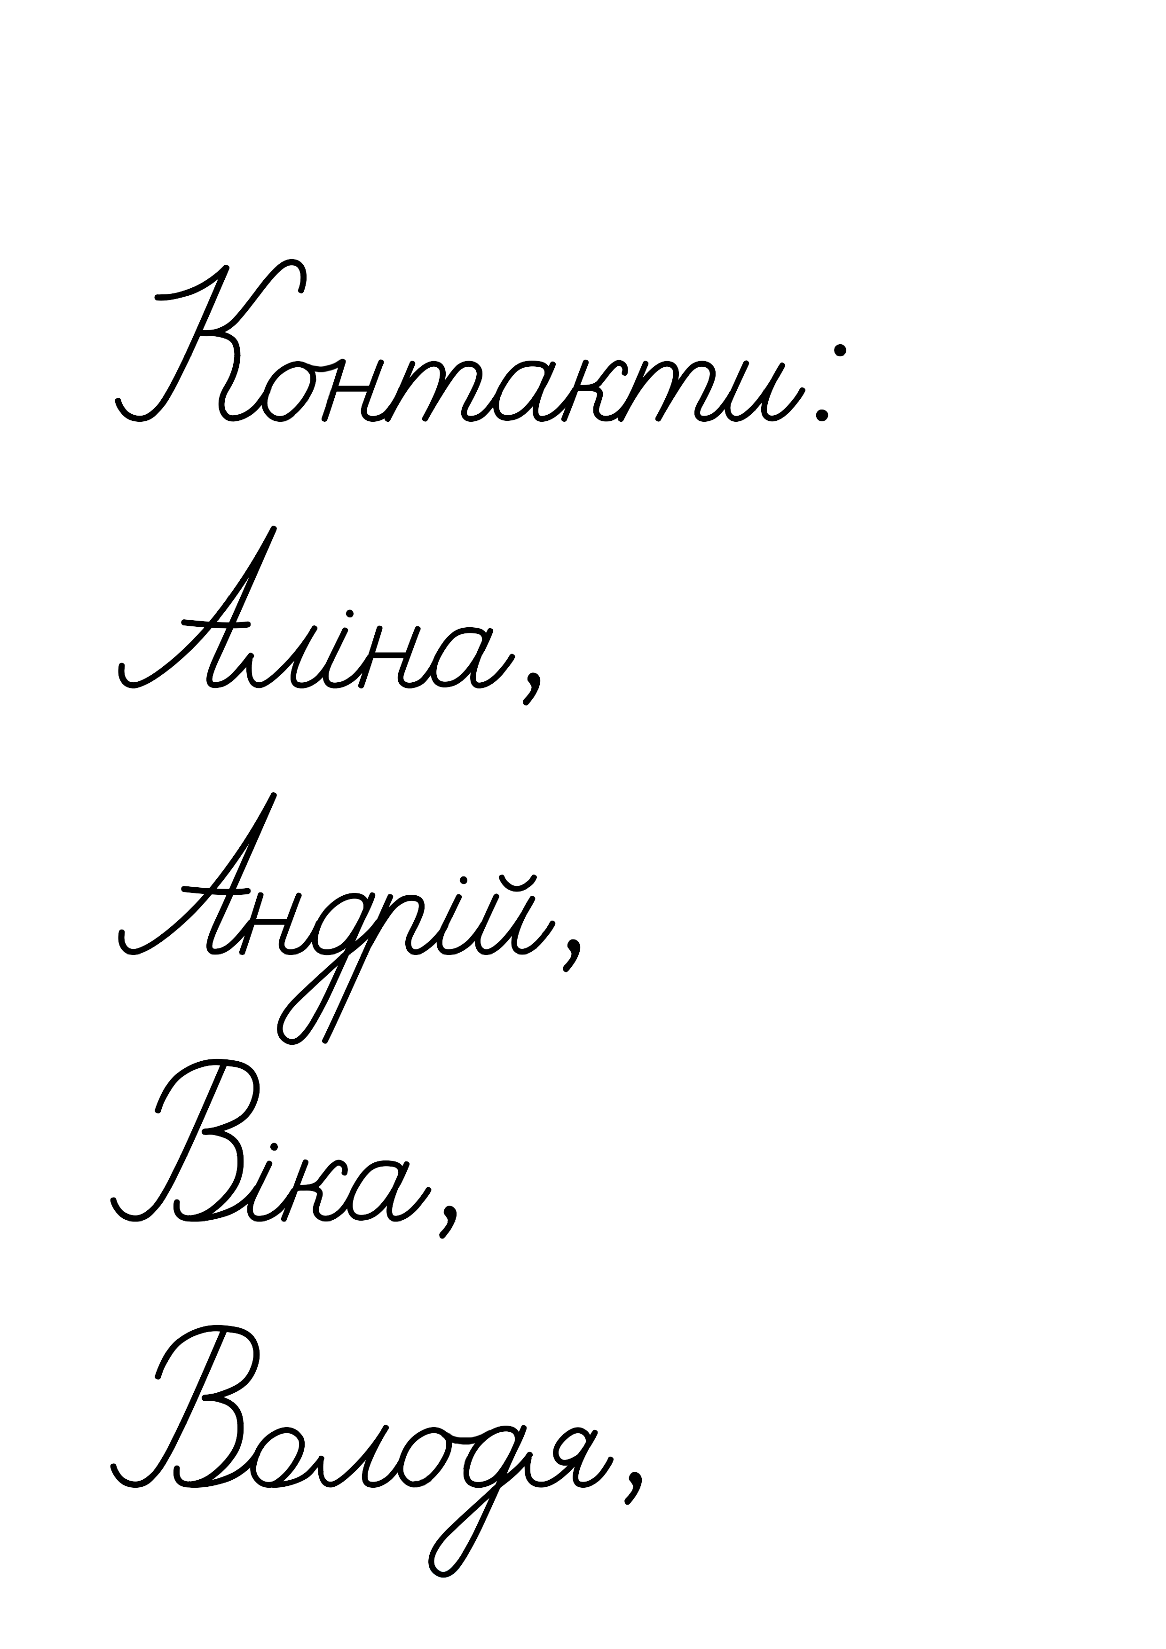 Контакти:
Аліна,
Андрій,
Віка,
Володя,